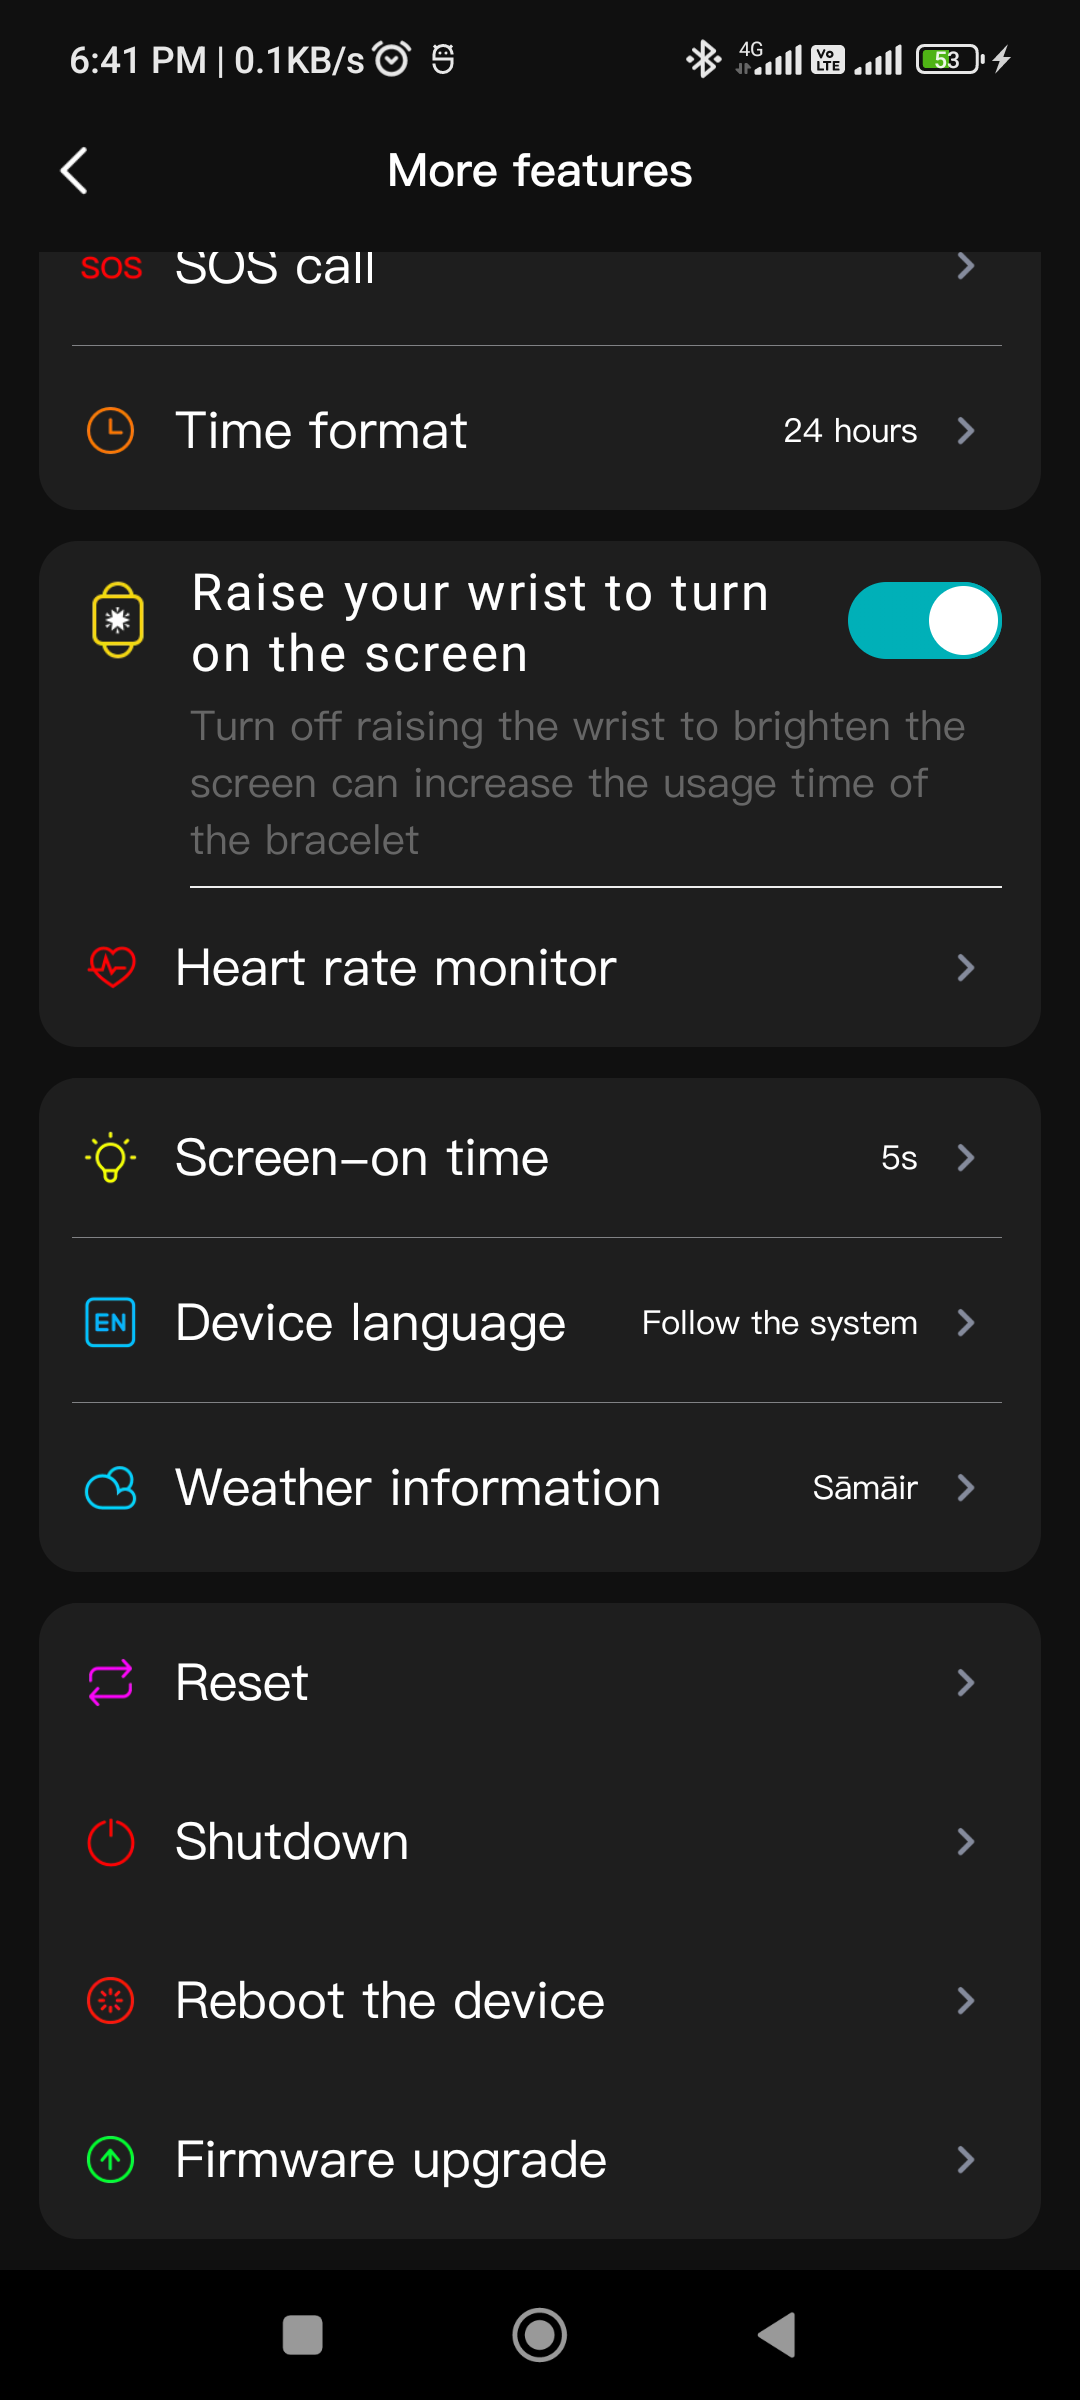 6:41 PM | 0.1KB/s
4G
Vo
LTE
53
More features
SOS
SOS call
Time format
24 hours
Raise your wrist to turn
on the screen
Turn off raising the wrist to brighten the
screen can increase the usage time of
the bracelet
Heart rate monitor
Screen-on time
5s
EN
Device language
Follow the system
Weather information
Sāmāir
Reset
Shutdown
Reboot the device
Firmware upgrade